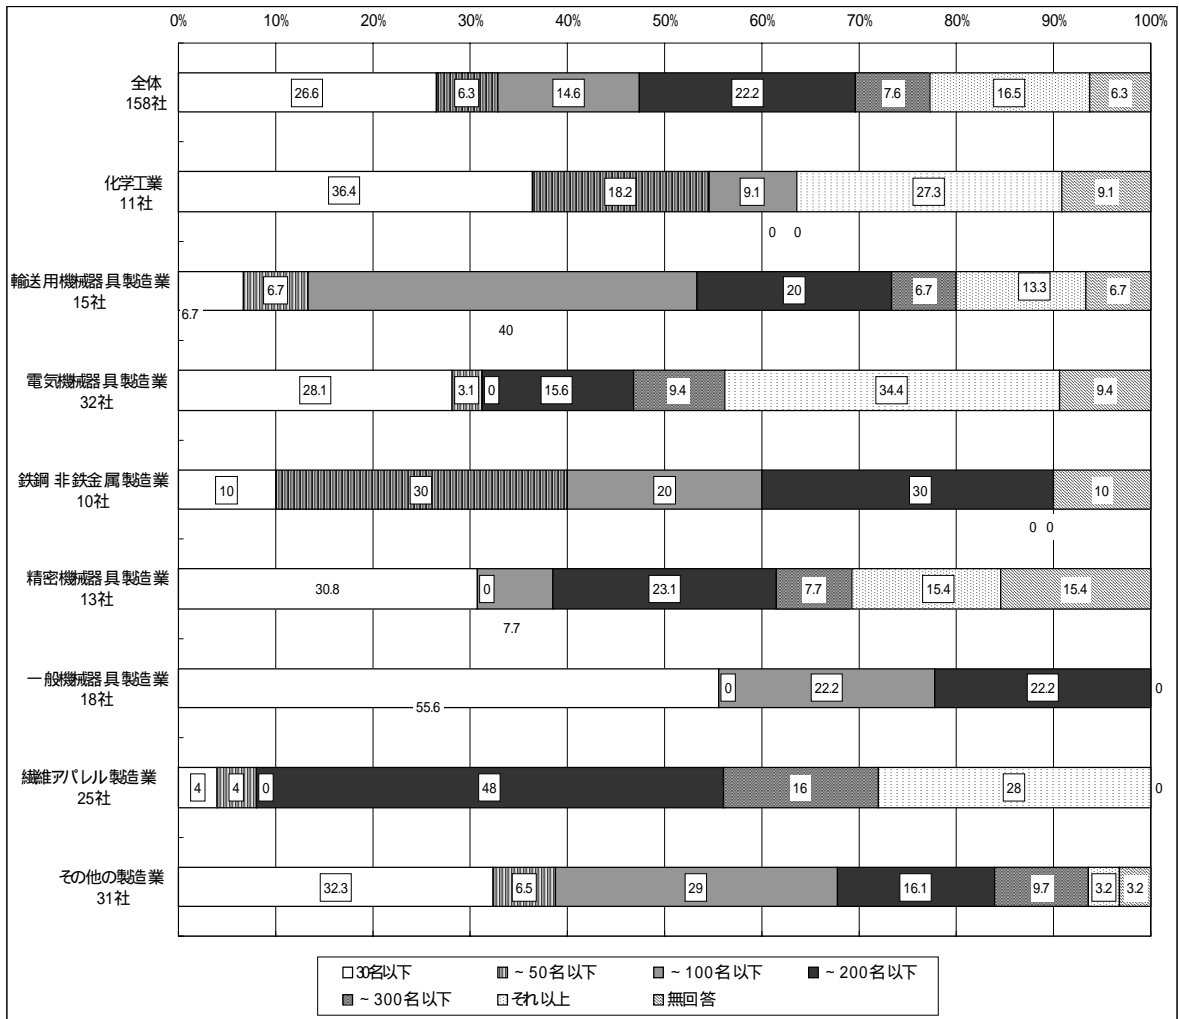 0% 10% 20% 30% 40% 50% 60% 70% 80% 90% 100%
全体
158社
26.6 6.3 14.6 22.2 7.6 16.5 6.3
化学工業
11社
36.4 18.2 9.1 27.3 9.1
0 0
輸送用機械器具製造業
15社
6.7 20 6.7 13.3 6.7
6.7
40
電気機械器具製造業
32社
28.1 3.1 0 15.6 9.4 34.4 9.4
鉄鋼 非鉄金属製造業
10社
10 30 20 30 10
0 0
精密機械器具製造業
13社
30.8 0 23.1 7.7 15.4 15.4
7.7
一般機械器具製造業
18社
0 22.2 22.2 0
55.6
繊維アパレル製造業
25社
4 4 0 48 16 28 0
その他の製造業
31社
32.3 6.5 29 16.1 9.7 3.2 3.2
30名以下 ~50名以下 ~100名以下 ~200名以下
~300名以下 それ以上 無回答